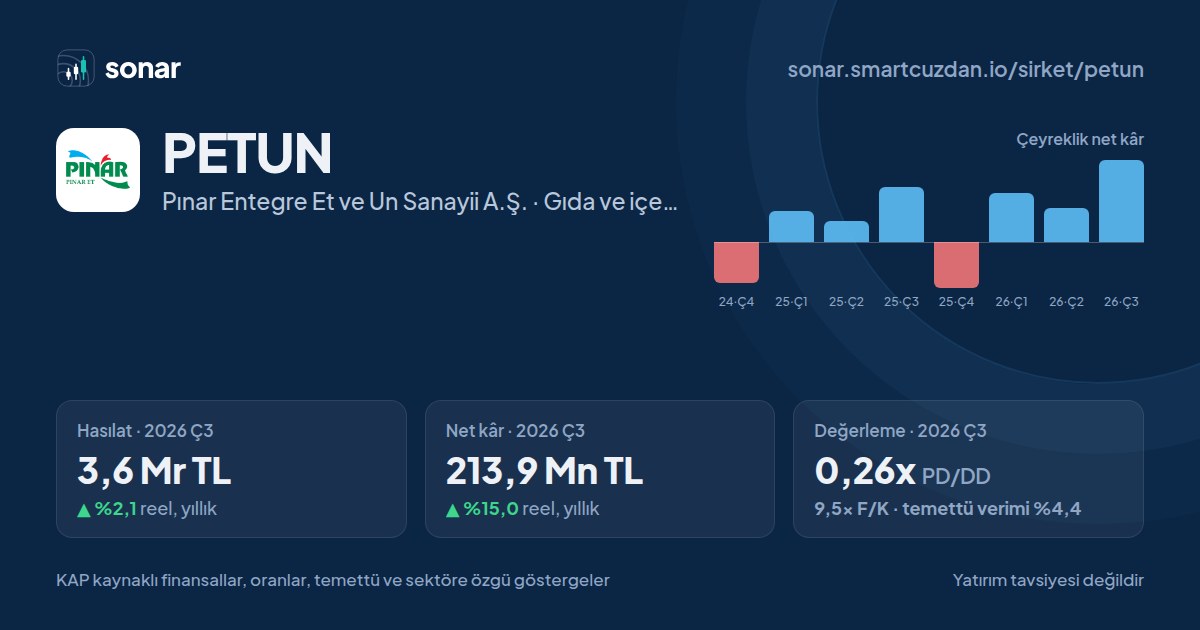 sonar
sonar.smartcuzdan.io/sirket/petun
PINAR
PINAR ET
PETUN
Pınar Entegre Et ve Un Sanayii A.Ş. · Gıda ve içe...
Çeyreklik net kâr
24·Ç4 25·Ç1 25·Ç2 25·Ç3 25·Ç4 26·Ç1 26·Ç2 26·Ç3
Hasılat · 2026 Ç3
3,6 Mr TL
▲ %2,1 reel, yıllık
Net kâr · 2026 Ç3
213,9 Mn TL
▲ %15,0 reel, yıllık
Değerleme · 2026 Ç3
0,26x PD/DD
9,5× F/K · temettü verimi %4,4
KAP kaynaklı finansallar, oranlar, temettü ve sektöre özgü göstergeler
Yatırım tavsiyesi değildir